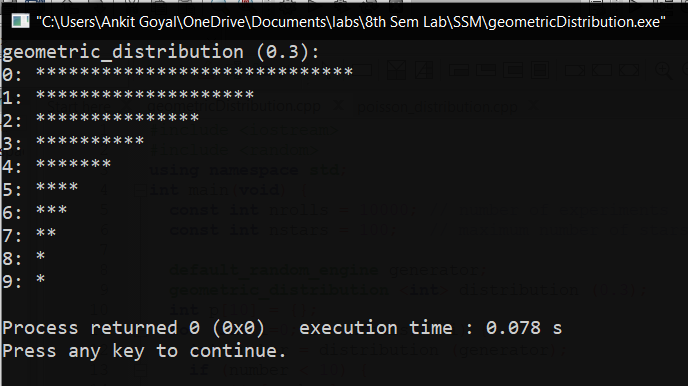 "C:\Users\Ankit Goyal\OneDrive\Documents\labs\8th Sem Lab\SSM\geometricDistribution.exe"
geometric_distribution (0.3):
0: *****************************
1: ********************
2: ***************
3: **********
4: *******
5: ****
6: ***
7: **
8: *
9: *
Process returned 0 (0x0)   execution time : 0.078 s
Press any key to continue.